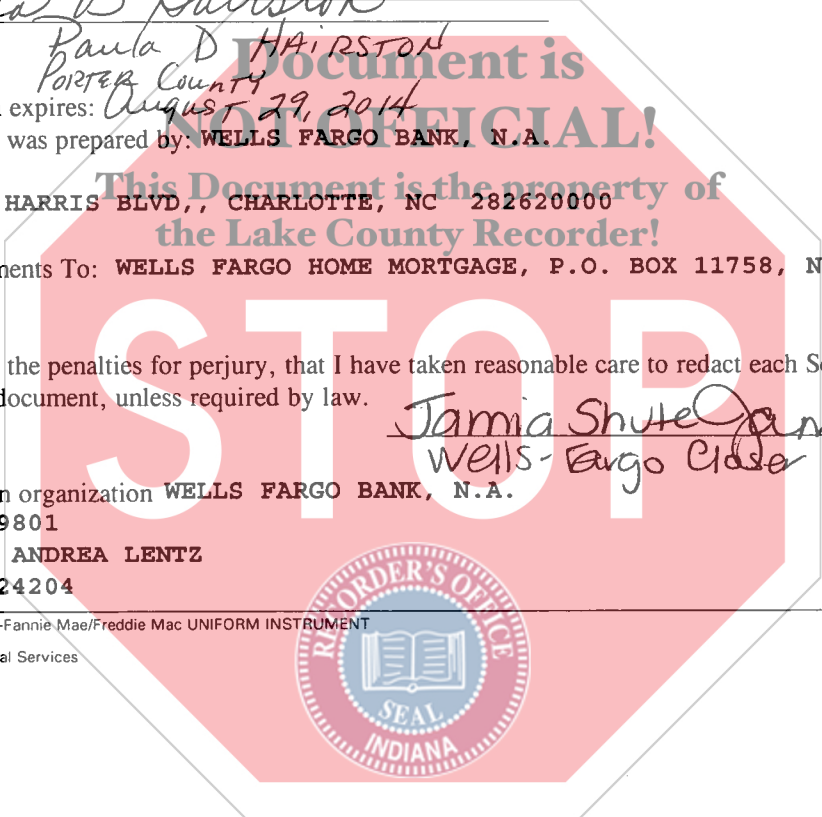 Paula D HAIRSTON
Document is
PORTER County
expires: August 29, 2014
NOT OFFICIAL!
was prepared by: WELLS FARGO BANK, N.A.
This Document is the property of
HARRIS BLVD,, CHARLOTTE, NC 282620000
the Lake County Recorder!
ments To: WELLS FARGO HOME MORTGAGE, P.O. BOX 11758, N
STOP
the penalties for perjury, that I have taken reasonable care to redact each S
document, unless required by law.
Jamia Shute
Wells-Fargo Closer
n organization WELLS FARGO BANK, N.A.
9801
ANDREA LENTZ
24204
-Fannie Mae/Freddie Mac UNIFORM INSTRUMENT
al Services
RECORDER'S OFFICE
SEAL
INDIANA